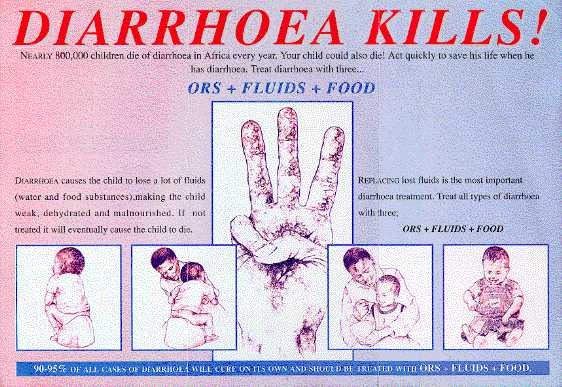 DIARRHOEA KILLS!
NEARLY 800,000 children die of diarrhoea in Africa every year. Your child could also die! Act quickly to save his life when he
has diarrhoea. Treat diarrhoea with three...
ORS + FLUIDS + FOOD
DIARRHOEA causes the child to lose a lot of fluids
(water and food substances),making the child
weak, dehydrated and malnourished. If not
treated it will eventually cause the child to die.
REPLACING lost fluids is the most important
diarrhoea treatment. Treat all types of diarrhoea
with three;
ORS + FLUIDS + FOOD
90-95% OF ALL CASES OF DIARRHOEA WILL CURE ON ITS OWN AND SHOULD BE TREATED WITH ORS + FLUIDS + FOOD.